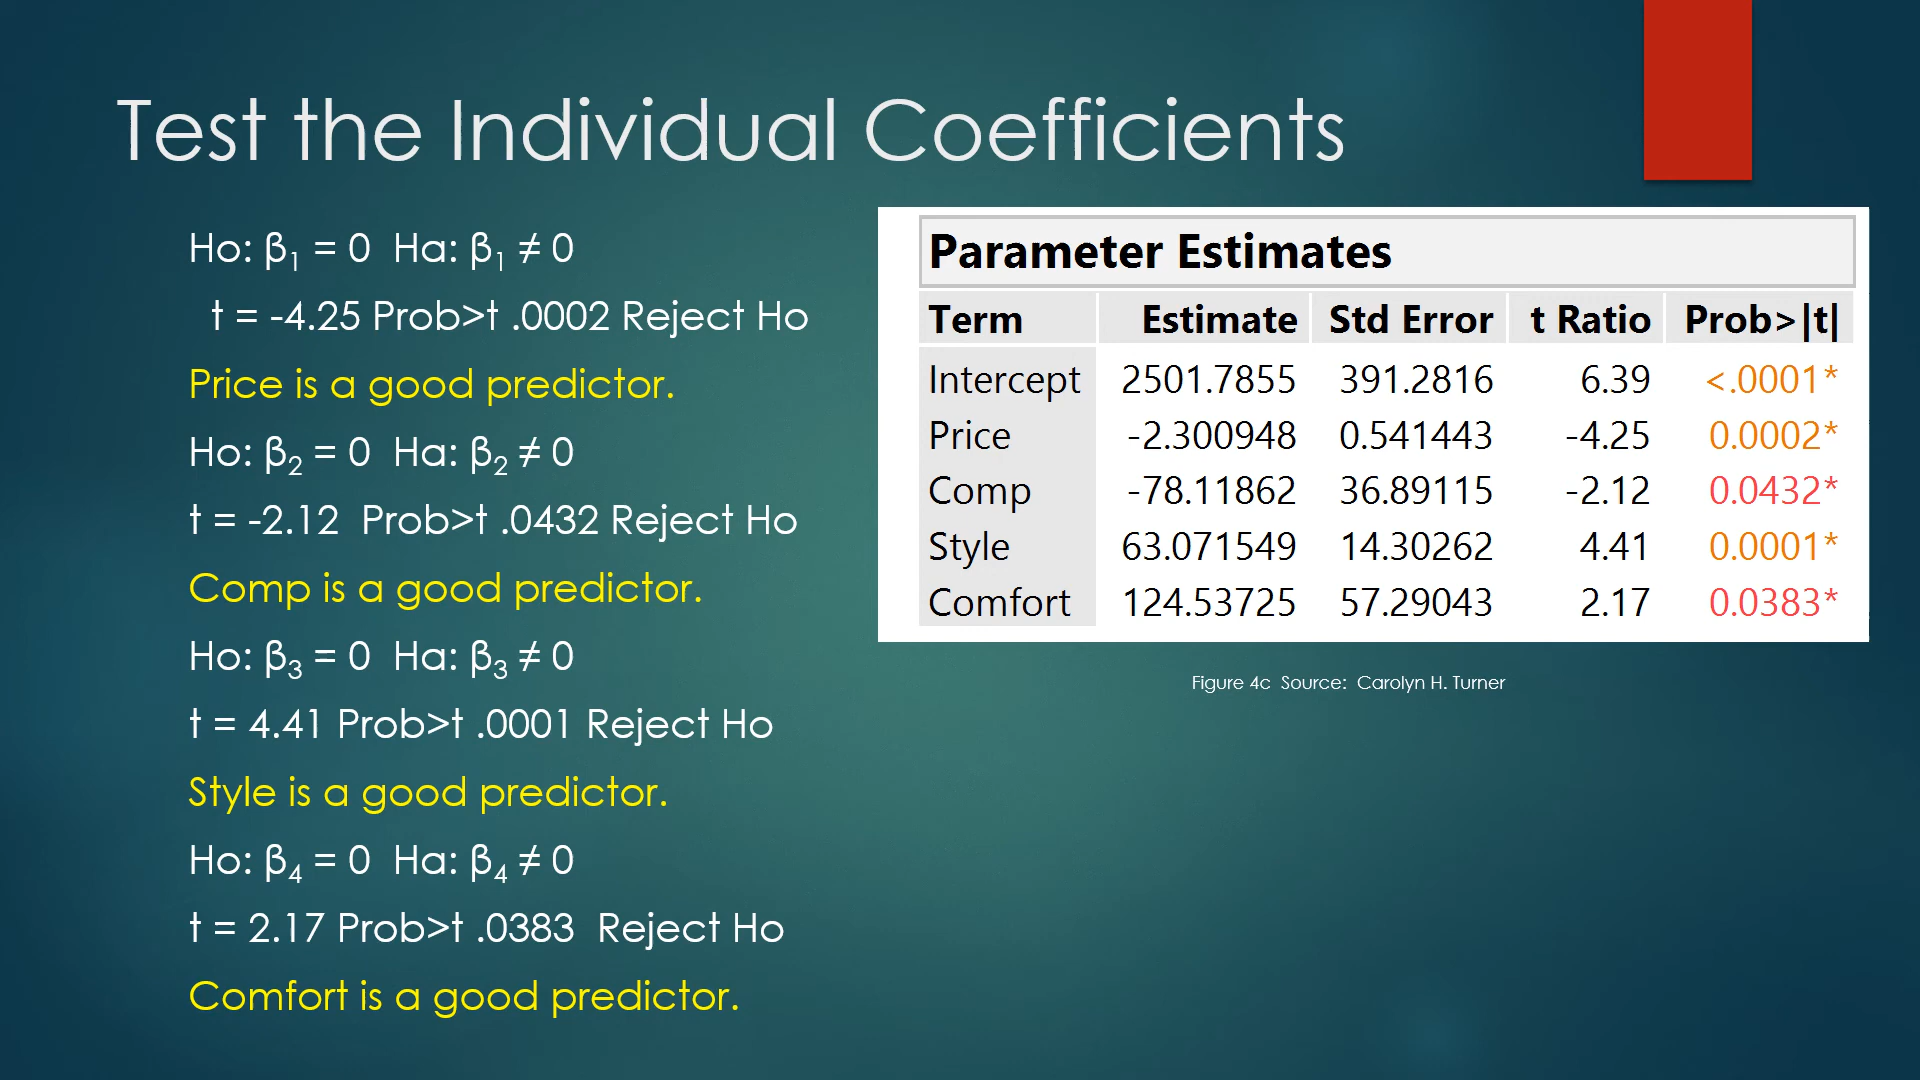 Test the Individual Coefficients
Ho: β₁ = 0  Ha: β₁ ≠ 0
t = -4.25 Prob>t .0002 Reject Ho
Price is a good predictor.
Ho: β₂ = 0  Ha: β₂ ≠ 0
t = -2.12  Prob>t .0432 Reject Ho
Comp is a good predictor.
Ho: β₃ = 0  Ha: β₃ ≠ 0
t = 4.41 Prob>t .0001 Reject Ho
Style is a good predictor.
Ho: β₄ = 0  Ha: β₄ ≠ 0
t = 2.17 Prob>t .0383  Reject Ho
Comfort is a good predictor.
Parameter Estimates
Term Estimate Std Error t Ratio Prob>|t|
Intercept 2501.7855 391.2816 6.39 <.0001*
Price -2.300948 0.541443 -4.25 0.0002*
Comp -78.11862 36.89115 -2.12 0.0432*
Style 63.071549 14.30262 4.41 0.0001*
Comfort 124.53725 57.29043 2.17 0.0383*
Figure 4c  Source:  Carolyn H. Turner